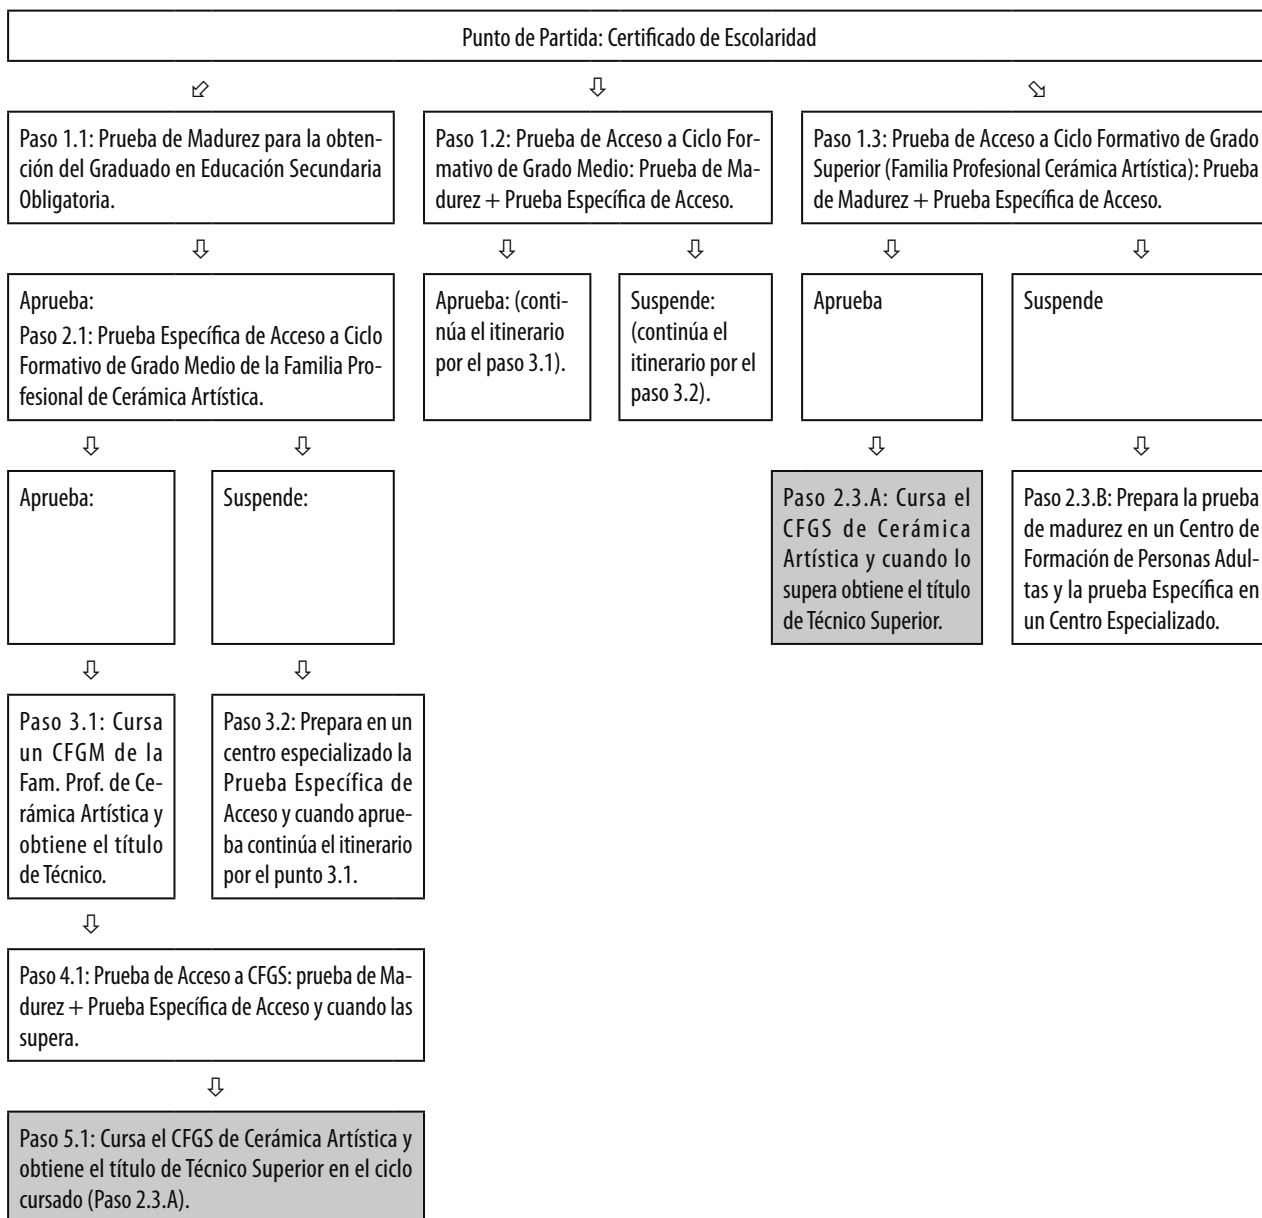 Punto de Partida: Certificado de Escolaridad
Paso 1.1: Prueba de Madurez para la obten-
ción del Graduado en Educación Secundaria
Obligatoria.
Paso 1.2: Prueba de Acceso a Ciclo For-
mativo de Grado Medio: Prueba de Ma-
durez + Prueba Específica de Acceso.
Paso 1.3: Prueba de Acceso a Ciclo Formativo de Grado
Superior (Familia Profesional Cerámica Artística): Prueba
de Madurez + Prueba Específica de Acceso.
Aprueba:
Paso 2.1: Prueba Específica de Acceso a Ciclo
Formativo de Grado Medio de la Familia Pro-
fesional de Cerámica Artística.
Aprueba: (conti-
núa el itinerario
por el paso 3.1).
Suspende:
(continúa el
itinerario por el
paso 3.2).
Aprueba
Suspende
Aprueba:
Suspende:
Paso 2.3.A: Cursa el
CFGS de Cerámica
Artística y cuando lo
supera obtiene el título
de Técnico Superior.
Paso 2.3.B: Prepara la prueba
de madurez en un Centro de
Formación de Personas Adul-
tas y la prueba Específica en
un Centro Especializado.
Paso 3.1: Cursa
un CFGM de la
Fam. Prof. de Ce-
rámica Artística y
obtiene el título
de Técnico.
Paso 3.2: Prepara en un
centro especializado la
Prueba Específica de
Acceso y cuando aprue-
ba continúa el itinerario
por el punto 3.1.
Paso 4.1: Prueba de Acceso a CFGS: prueba de Ma-
durez + Prueba Específica de Acceso y cuando las
supera.
Paso 5.1: Cursa el CFGS de Cerámica Artística y
obtiene el título de Técnico Superior en el ciclo
cursado (Paso 2.3.A).